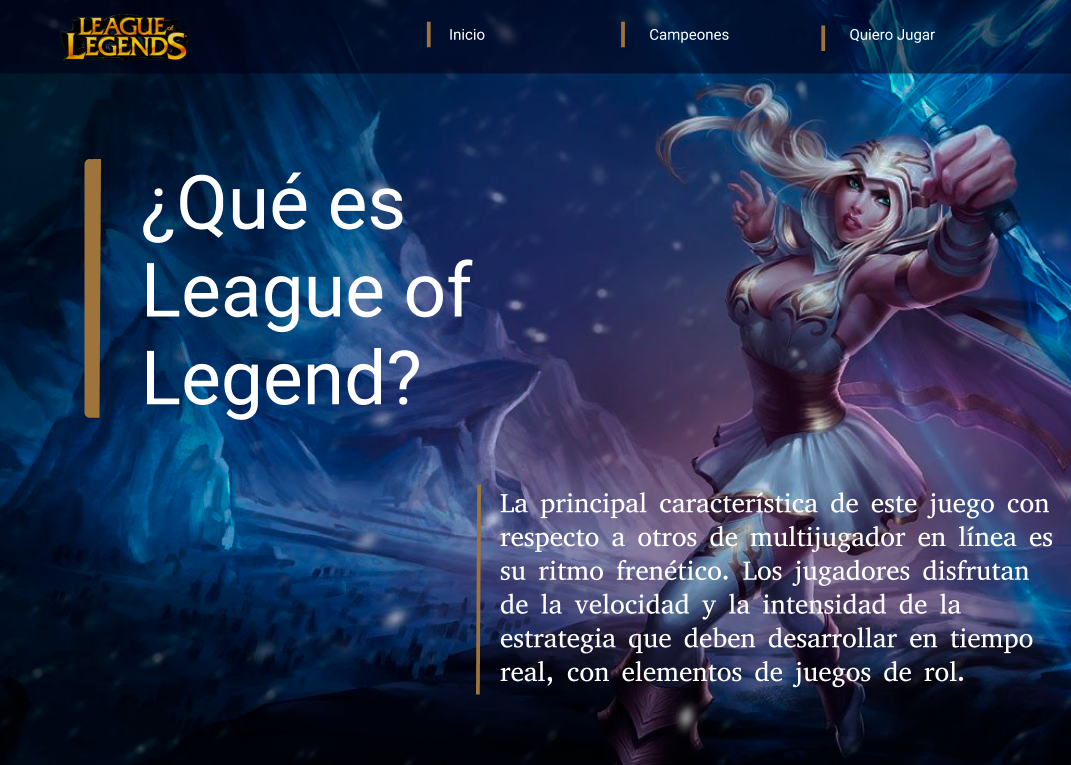 LEAGUE of
LEGENDS
Inicio
Campeones
Quiero Jugar
¿Qué es
League of
Legend?
La principal característica de este juego con
respecto a otros de multijugador en línea es
su ritmo frenético. Los jugadores disfrutan
de la velocidad y la intensidad de la
estrategia que deben desarrollar en tiempo
real, con elementos de juegos de rol.